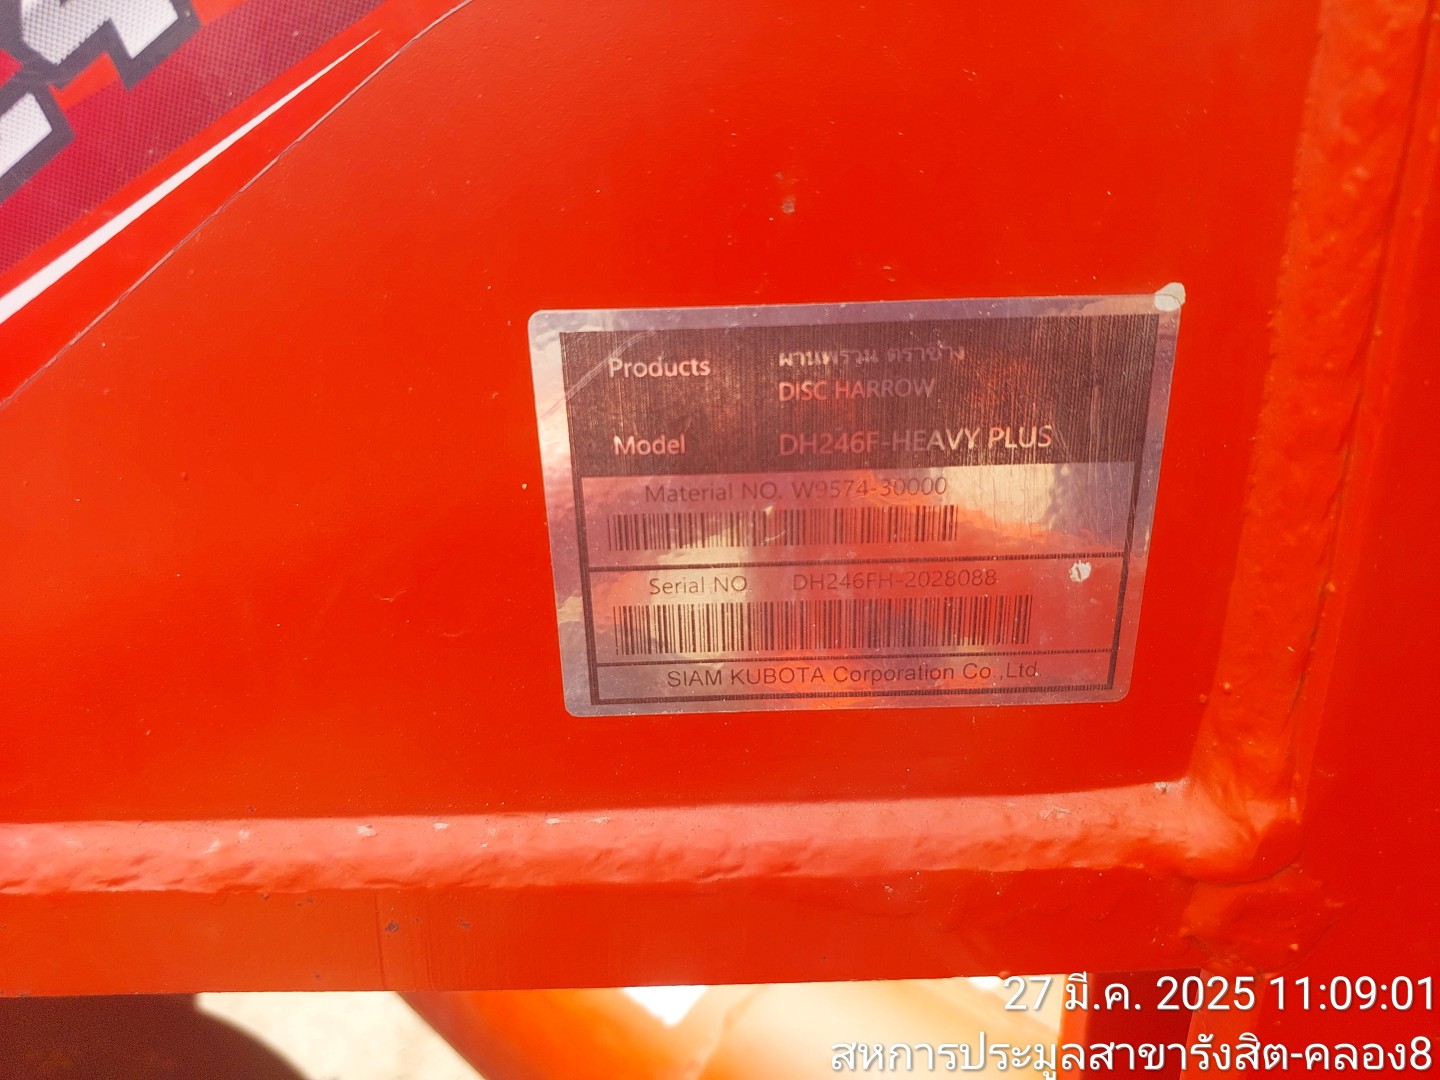 Products ผานพรวน ตราช้าง
DISC HARROW
Model DH246F-HEAVY PLUS
Material NO. W9574-30000
Serial NO DH246FH-2028088
SIAM KUBOTA Corporation Co.,Ltd.
27 มี.ค. 2025 11:09:01
สหการประมูลสาขารังสิต-คลอง8